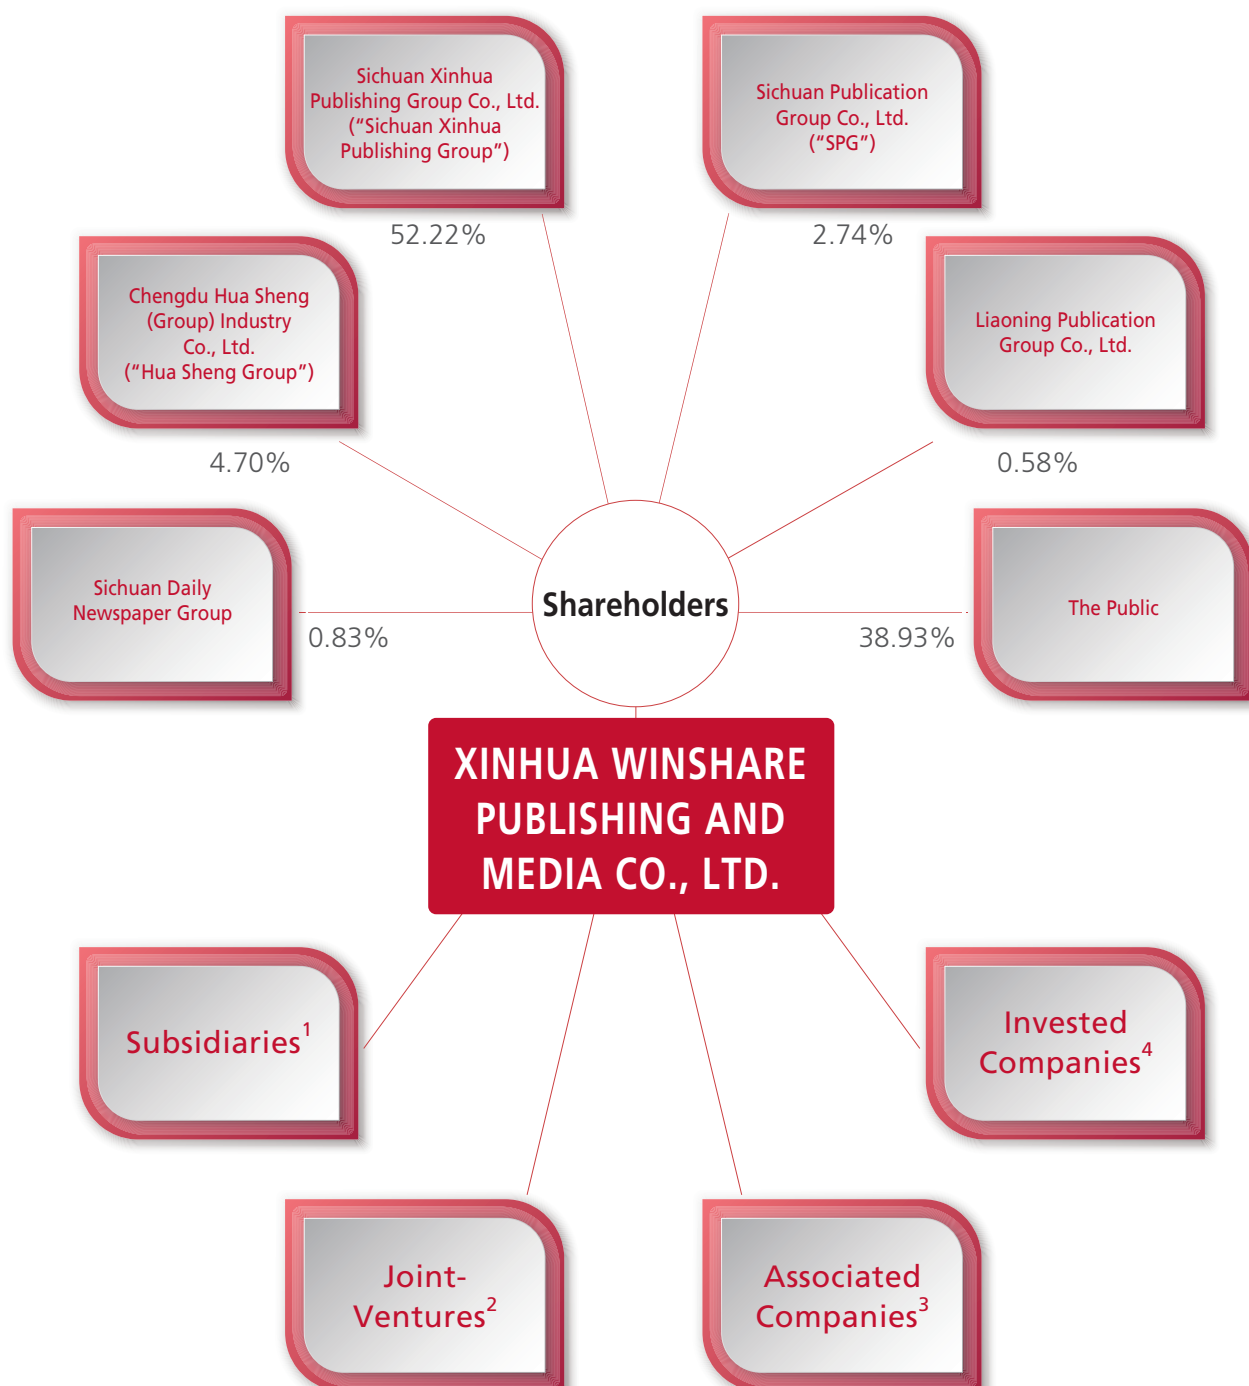 Sichuan Xinhua
Publishing Group Co., Ltd.
(“Sichuan Xinhua
Publishing Group”)
52.22%
Sichuan Publication
Group Co., Ltd.
(“SPG”)
2.74%
Chengdu Hua Sheng
(Group) Industry
Co., Ltd.
(“Hua Sheng Group”)
4.70%
Liaoning Publication
Group Co., Ltd.
0.58%
Sichuan Daily
Newspaper Group
0.83%
Shareholders
The Public
38.93%
XINHUA WINSHARE
PUBLISHING AND
MEDIA CO., LTD.
Subsidiaries1
Invested
Companies4
Joint-
Ventures2
Associated
Companies3